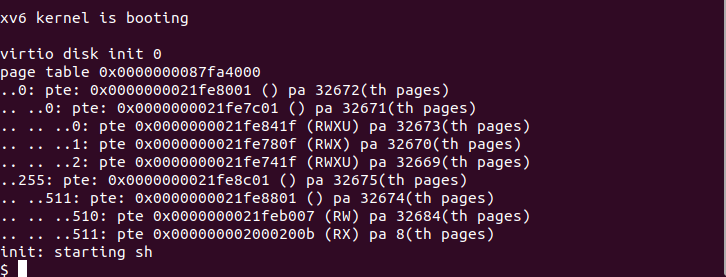 xv6 kernel is booting

virtio disk init 0
page table 0x0000000087fa4000
..0: pte: 0x0000000021fe8001 () pa 32672(th pages)
.. ..0: pte: 0x0000000021fe7c01 () pa 32671(th pages)
.. .. ..0: pte 0x0000000021fe841f (RWXU) pa 32673(th pages)
.. .. ..1: pte 0x0000000021fe780f (RWX) pa 32670(th pages)
.. .. ..2: pte 0x0000000021fe741f (RWXU) pa 32669(th pages)
..255: pte: 0x0000000021fe8c01 () pa 32675(th pages)
.. ..511: pte: 0x0000000021fe8801 () pa 32674(th pages)
.. .. ..510: pte 0x0000000021feb007 (RW) pa 32684(th pages)
.. .. ..511: pte 0x000000002000200b (RX) pa 8(th pages)
init: starting sh
$